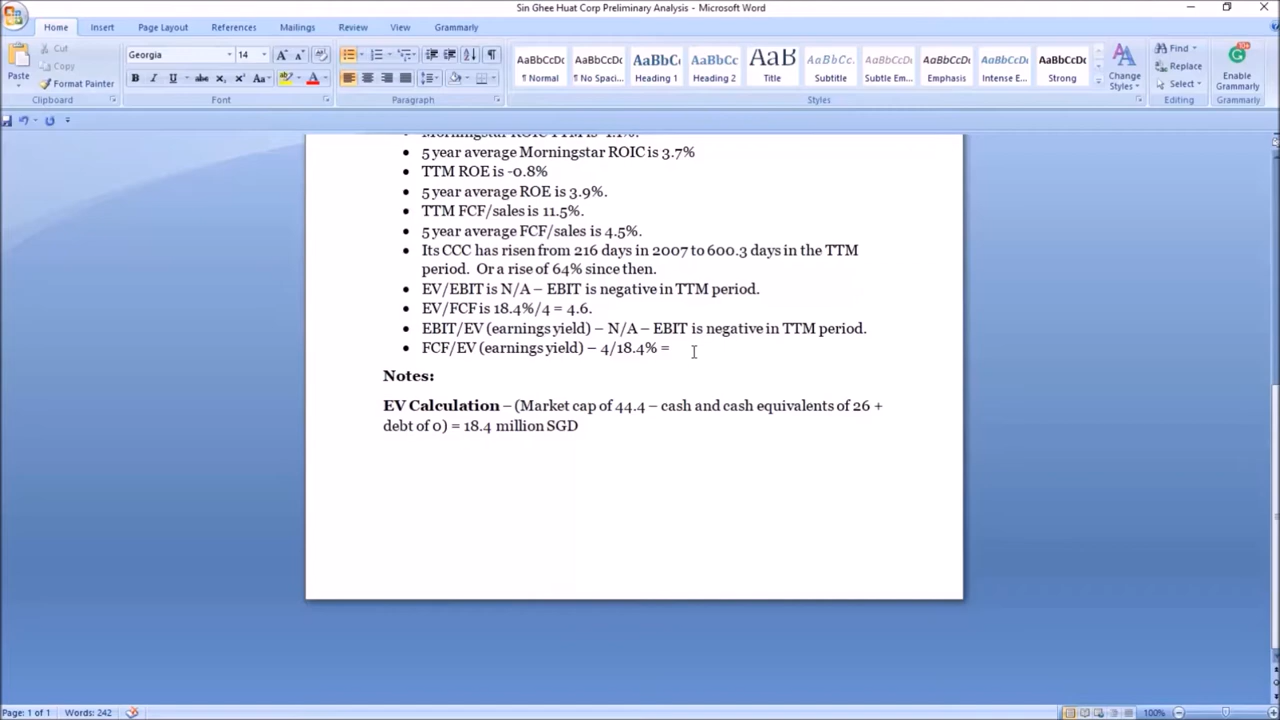 Sin Ghee Huat Corp Preliminary Analysis - Microsoft Word
Home Insert Page Layout References Mailings Review View Grammarly
Paste
Cut
Copy
Format Painter
Clipboard
Georgia 14
Font
Paragraph
AaBbCcDc AaBbCcDc AaBbCc AaBbCc AaB AaBbCc. AaBbCcDc AaBbCcDc AaBbCcDc AaBbCcDc
¶ Normal ¶ No Spaci... Heading 1 Heading 2 Title Subtitle Subtle Em... Emphasis Intense E... Strong
Styles
Change Styles
Find
Replace
Select
Editing
Enable Grammarly
Grammarly
Morningstar ROIC TTM is -1.1%.
• 5 year average Morningstar ROIC is 3.7%
• TTM ROE is -0.8%
• 5 year average ROE is 3.9%.
• TTM FCF/sales is 11.5%.
• 5 year average FCF/sales is 4.5%.
• Its CCC has risen from 216 days in 2007 to 600.3 days in the TTM
period. Or a rise of 64% since then.
• EV/EBIT is N/A – EBIT is negative in TTM period.
• EV/FCF is 18.4%/4 = 4.6.
• EBIT/EV (earnings yield) – N/A – EBIT is negative in TTM period.
• FCF/EV (earnings yield) – 4/18.4% =
Notes:
EV Calculation – (Market cap of 44.4 – cash and cash equivalents of 26 +
debt of 0) = 18.4 million SGD
Page: 1 of 1 Words: 242 100%